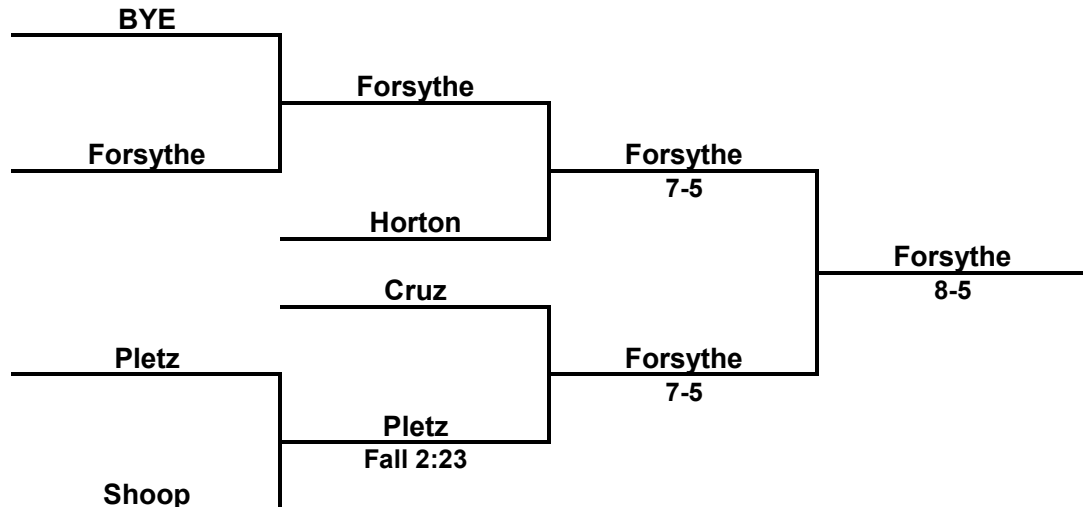 BYE
Forsythe
Forsythe
Forsythe
7-5
Horton
Forsythe
8-5
Cruz
Pletz
Forsythe
7-5
Pletz
Fall 2:23
Shoop